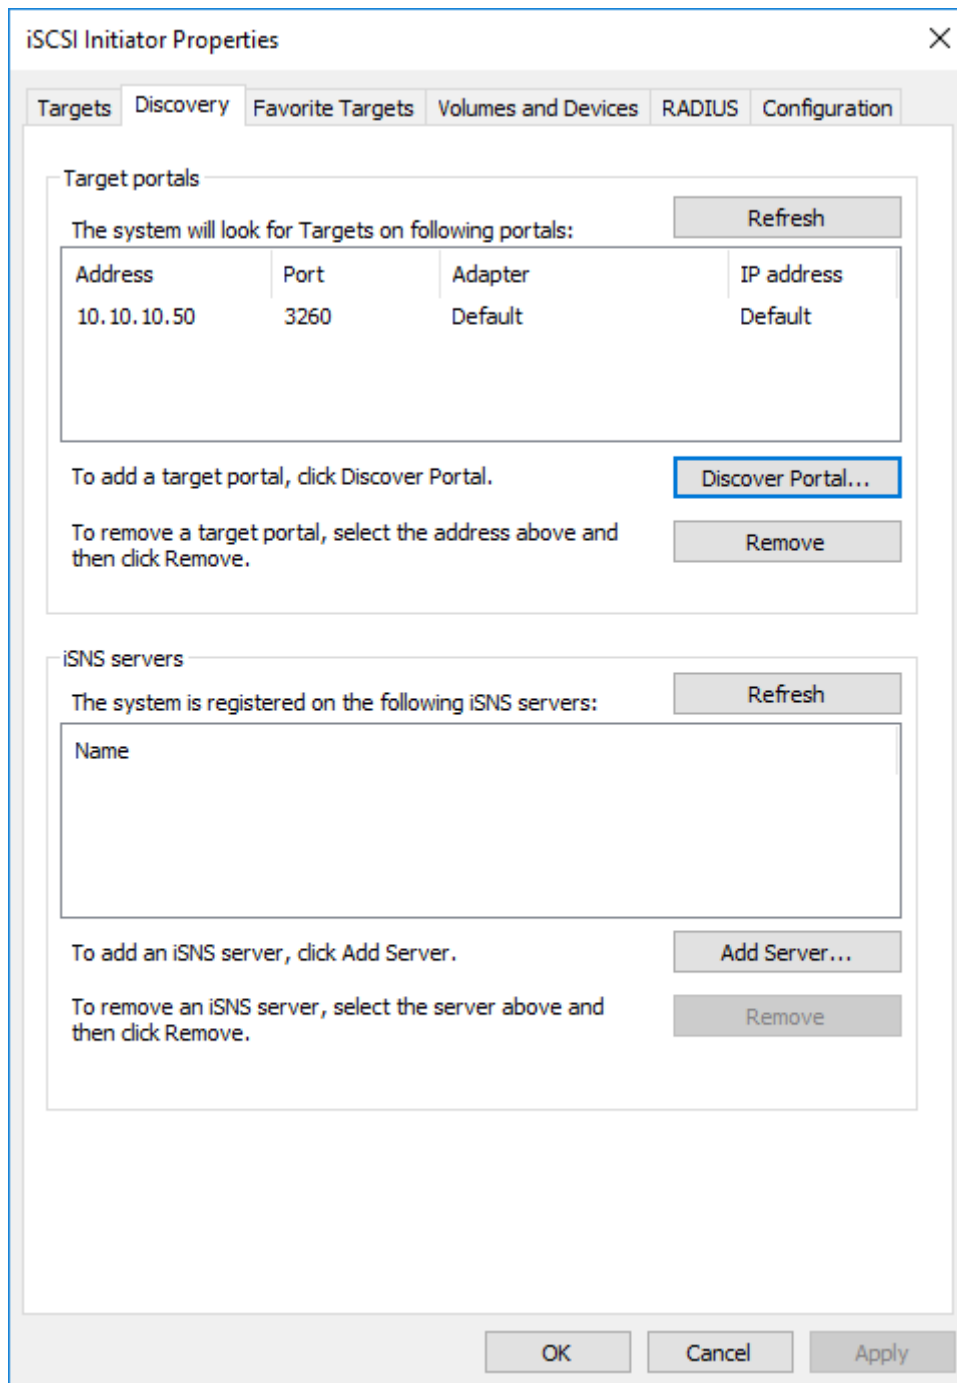 iSCSI Initiator Properties
Targets Discovery Favorite Targets Volumes and Devices RADIUS Configuration
Target portals
The system will look for Targets on following portals: Refresh
Address Port Adapter IP address
10.10.10.50 3260 Default Default
To add a target portal, click Discover Portal. Discover Portal...
To remove a target portal, select the address above and
then click Remove.
Remove
iSNS servers
The system is registered on the following iSNS servers: Refresh
Name
To add an iSNS server, click Add Server. Add Server...
To remove an iSNS server, select the server above and
then click Remove.
Remove
OK Cancel Apply